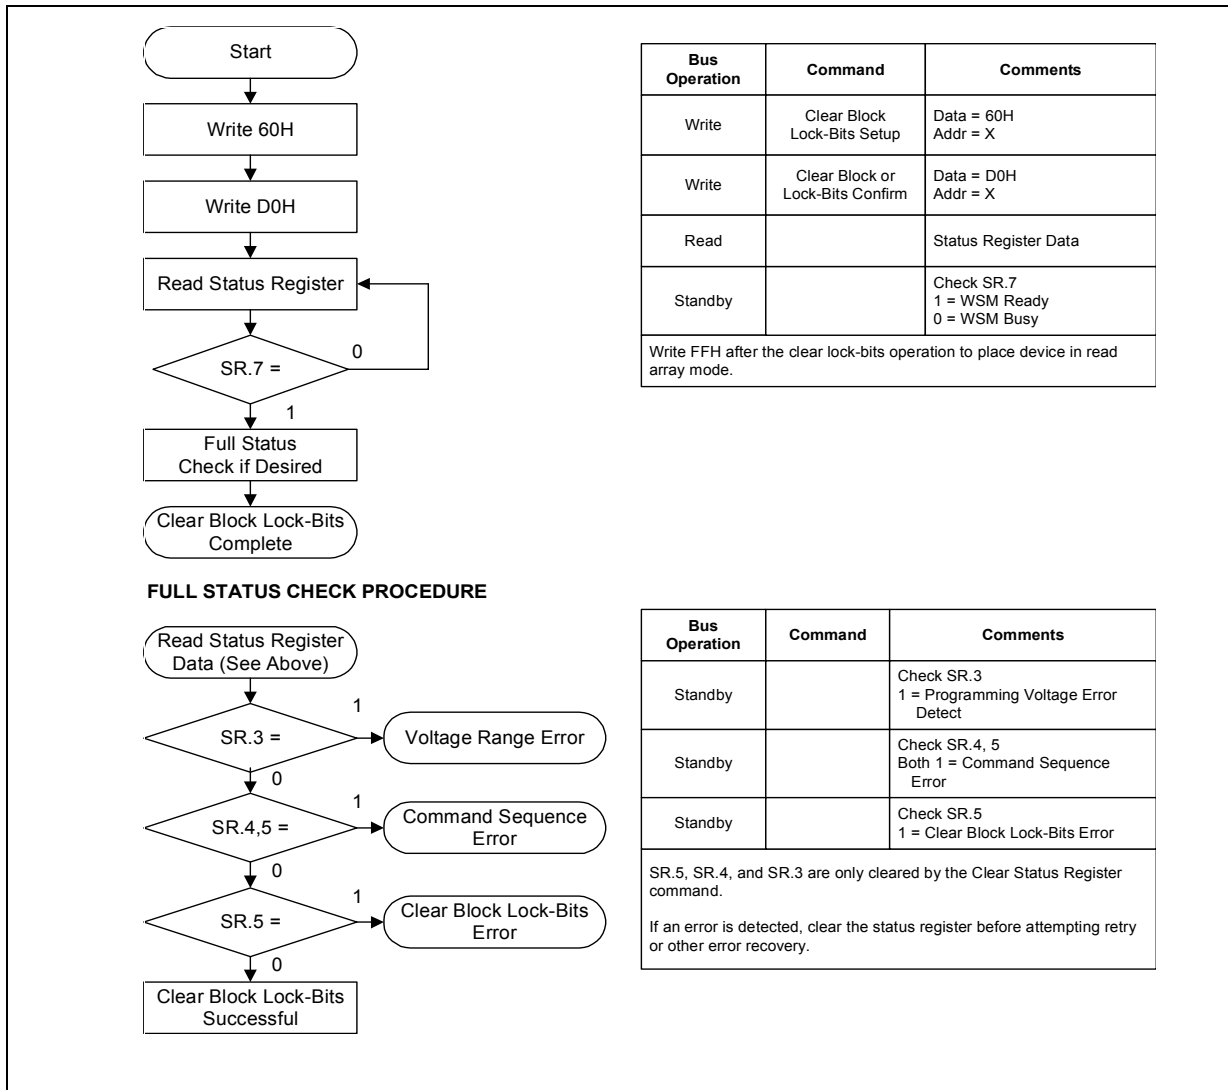 Start
Write 60H
Write D0H
Read Status Register
SR.7 =
0
1
Full Status
Check if Desired
Clear Block Lock-Bits
Complete
Bus
Operation
Command
Comments
Write
Clear Block
Lock-Bits Setup
Data = 60H
Addr = X
Write
Clear Block or
Lock-Bits Confirm
Data = D0H
Addr = X
Read
Status Register Data
Standby
Check SR.7
1 = WSM Ready
0 = WSM Busy
Write FFH after the clear lock-bits operation to place device in read
array mode.
FULL STATUS CHECK PROCEDURE
Read Status Register
Data (See Above)
SR.3 =
1
Voltage Range Error
0
SR.4,5 =
1
Command Sequence
Error
0
SR.5 =
1
Clear Block Lock-Bits
Error
0
Clear Block Lock-Bits
Successful
Bus
Operation
Command
Comments
Standby
Check SR.3
1 = Programming Voltage Error
Detect
Standby
Check SR.4, 5
Both 1 = Command Sequence
Error
Standby
Check SR.5
1 = Clear Block Lock-Bits Error
SR.5, SR.4, and SR.3 are only cleared by the Clear Status Register
command.
If an error is detected, clear the status register before attempting retry
or other error recovery.